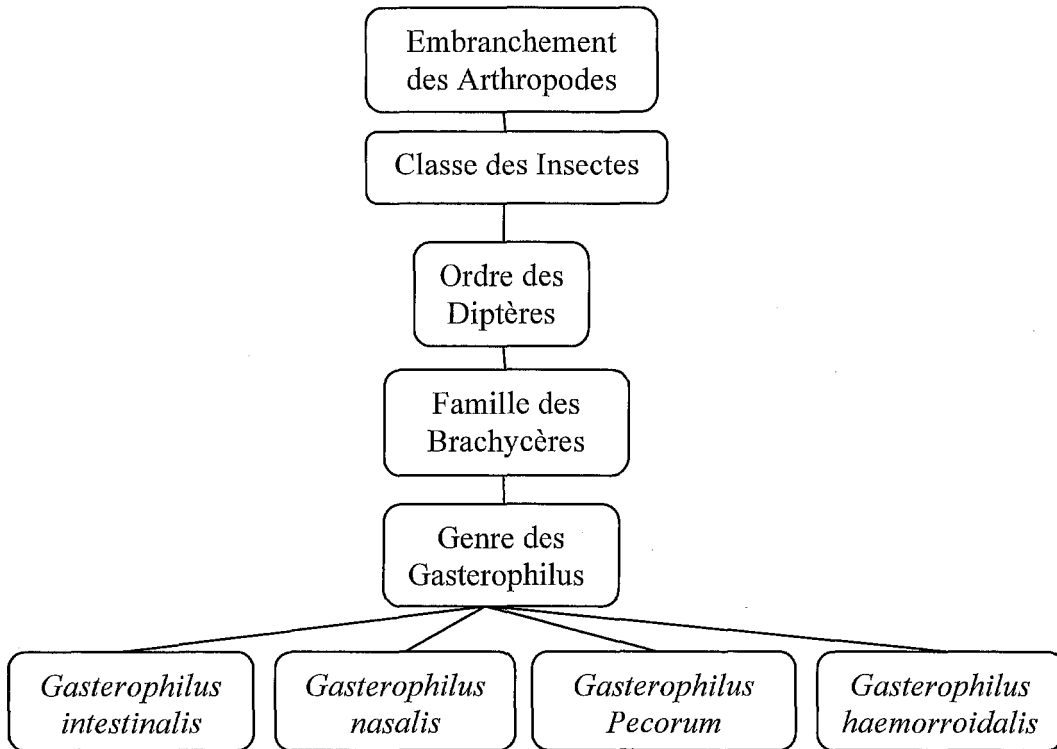 Embranchement
des Arthropodes
Classe des Insectes
Ordre des
Diptères
Famille des
Brachycères
Genre des
Gasterophilus
Gasterophilus
intestinalis
Gasterophilus
nasalis
Gasterophilus
Pecorum
Gasterophilus
haemorroidalis